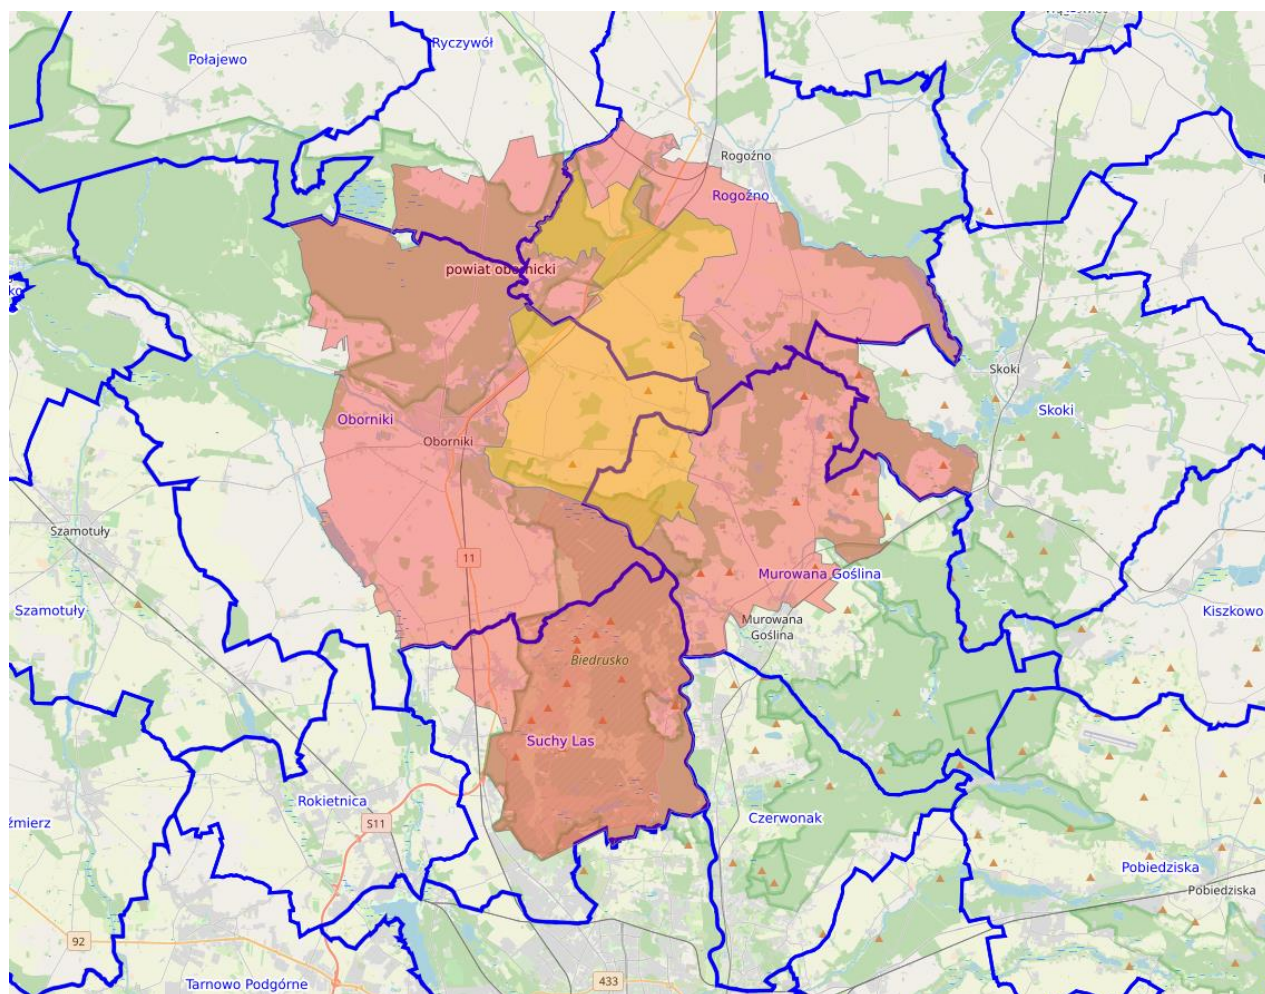 Ryczywół
Połajewo
Rogoźno
Rogoźno
powiat obornicki
Skoki
Skoki
Oborniki
Oborniki
Szamotuły
11
Murowana Goślina
Szamotuły
Kiszkowo
Murowana
Goślina
Biedrusko
Suchy Las
Rokietnica
S11
Czerwonak
źmierz
Pobiedziska
Pobiedziska
92
Tarnowo Podgórne
433